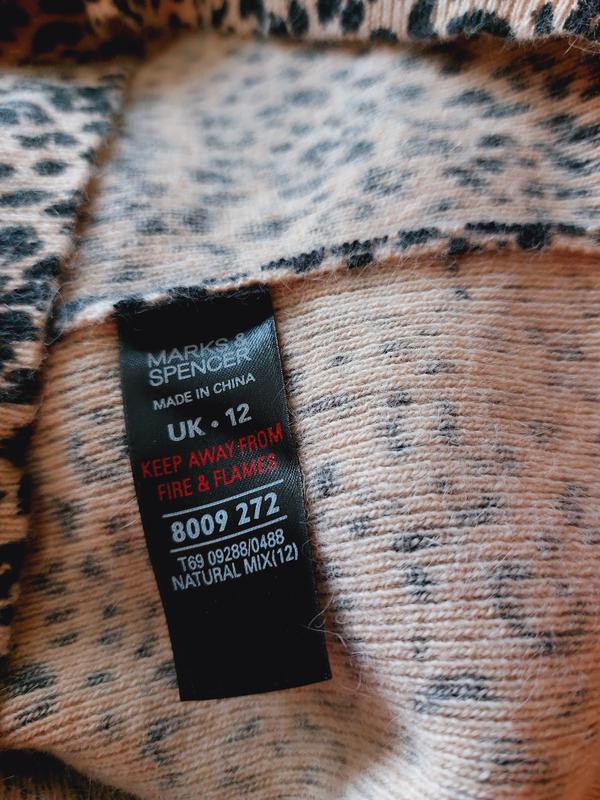 MARKS &
SPENCER
MADE IN CHINA
UK • 12
KEEP AWAY FROM
FIRE & FLAMES
8009 272
T69 09288/0488
NATURAL MIX(12)